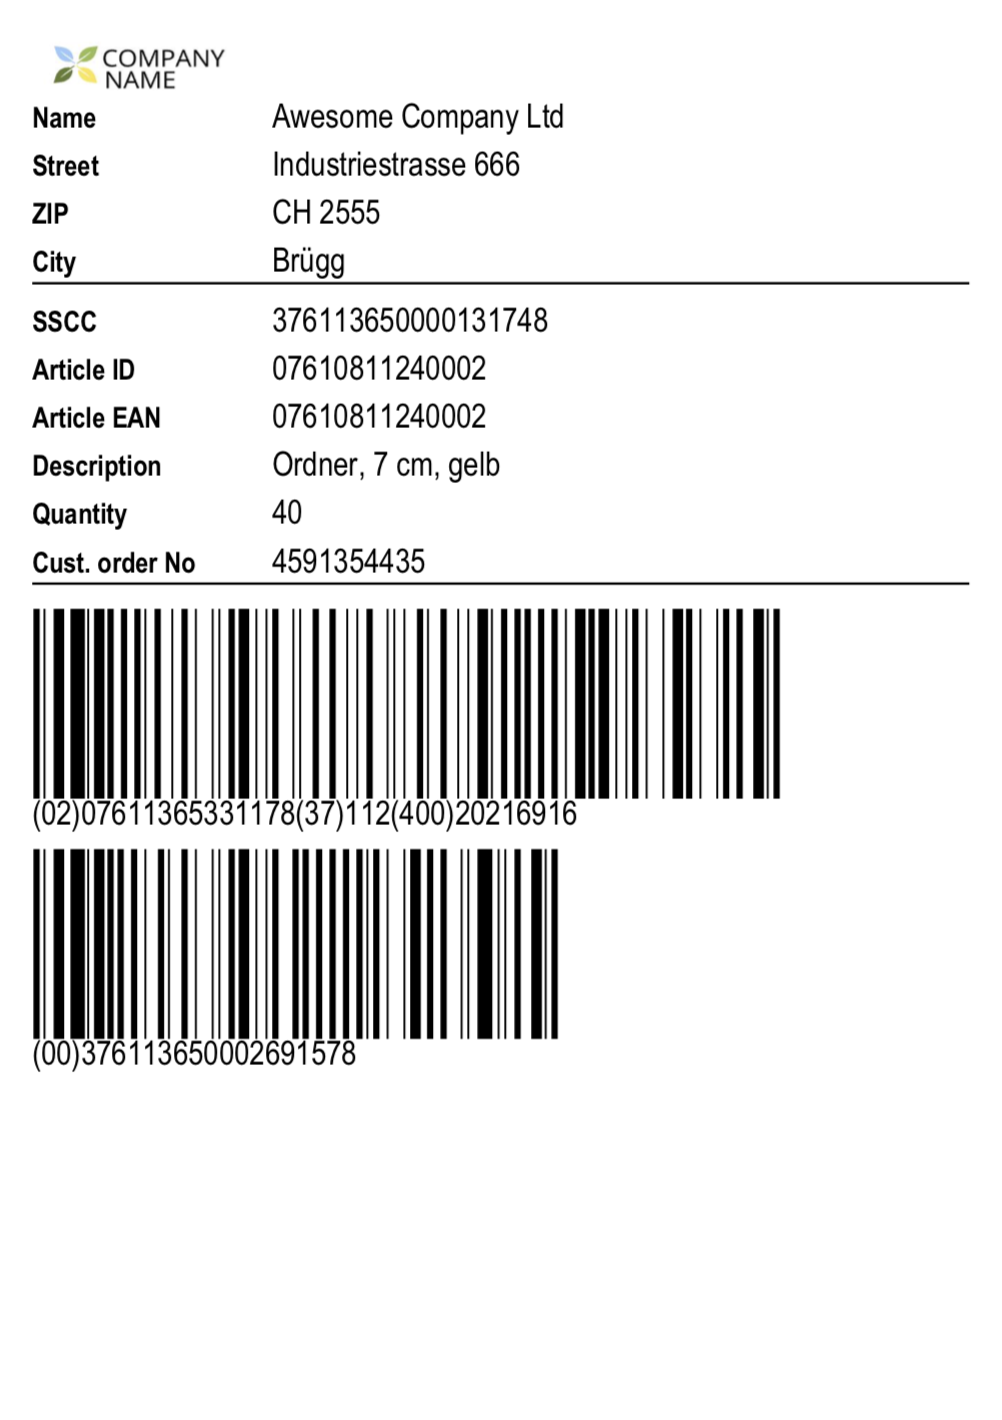 COMPANY
NAME
Name Awesome Company Ltd
Street Industriestrasse 666
ZIP CH 2555
City Brügg
SSCC 376113650000131748
Article ID 07610811240002
Article EAN 07610811240002
Description Ordner, 7 cm, gelb
Quantity 40
Cust. order No 4591354435
(02)07611365331178(37)112(400)20216916
(00)376113650002691578